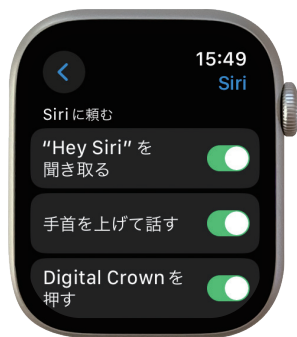 15:49
Siri
Siriに頼む
“Hey Siri” を
聞き取る
手首を上げて話す
Digital Crownを
押す